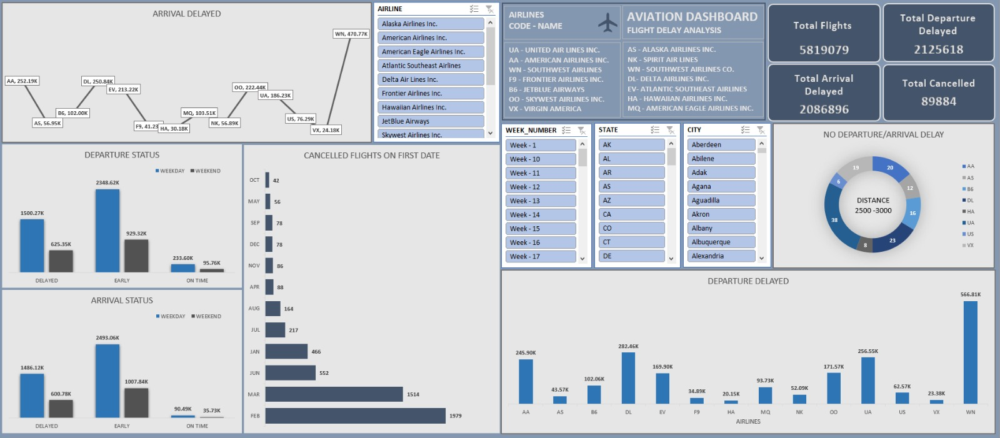 ARRIVAL DELAYED
WN, 470.77K
AA, 252.19K
DL, 250.84K
EV, 213.22K
OO, 222.44K
UA, 186.23K
B6, 102.00K
MQ, 103.51K
US, 76.29K
AS, 56.95K
NK, 56.89K
F9, 41.23
HA, 30.18K
VX, 24.18K
AIRLINE
Alaska Airlines Inc.
American Airlines Inc.
American Eagle Airlines Inc.
Atlantic Southeast Airlines
Delta Air Lines Inc.
Frontier Airlines Inc.
Hawaiian Airlines Inc.
JetBlue Airways
Skywest Airlines Inc.
AIRLINES
CODE - NAME
AVIATION DASHBOARD
FLIGHT DELAY ANALYSIS
UA - UNITED AIR LINES INC.
AA - AMERICAN AIRLINES INC.
WN - SOUTHWEST AIRLINES
F9 - FRONTIER AIRLINES INC.
B6 - JETBLUE AIRWAYS
OO - SKYWEST AIRLINES INC.
VX - VIRGIN AMERICA
AS - ALASKA AIRLINES INC.
NK - SPIRIT AIR LINES
WN - SOUTHWEST AIRLINES CO.
DL- DELTA AIRLINES INC.
EV- ATLANTIC SOUTHEAST AIRLINES
HA - HAWAIIAN AIRLINES INC.
MQ - AMERICAN EAGLE AIRLINES INC.
Total Flights
5819079
Total Departure
Delayed
2125618
Total Arrival
Delayed
2086896
Total Cancelled
89884
DEPARTURE STATUS
WEEKDAY WEEKEND
2348.62K
1500.27K
929.32K
625.35K
233.60K
95.76K
DELAYED EARLY ON TIME
ARRIVAL STATUS
WEEKDAY WEEKEND
2493.06K
1486.12K
1007.84K
600.78K
90.49K
35.73K
DELAYED EARLY ON TIME
CANCELLED FLIGHTS ON FIRST DATE
OCT 42
MAY 56
SEP 78
DEC 78
NOV 86
APR 88
AUG 164
JUL 217
JAN 466
JUN 552
MAR 1514
FEB 1979
WEEK_NUMBER
Week - 1
Week - 10
Week - 11
Week - 12
Week - 13
Week - 14
Week - 15
Week - 16
Week - 17
STATE
AK
AL
AR
AS
AZ
CA
CO
CT
DE
CITY
Aberdeen
Abilene
Adak
Agana
Aguadilla
Akron
Albany
Albuquerque
Alexandria
NO DEPARTURE/ARRIVAL DELAY
20
12
16
23
8
38
6
19
DISTANCE
2500 -3000
AA
AS
B6
DL
HA
UA
US
VX
DEPARTURE DELAYED
245.90K
43.57K
102.06K
282.46K
169.90K
34.89K
20.15K
93.73K
52.09K
171.57K
256.55K
62.57K
23.38K
566.81K
AA AS B6 DL EV F9 HA MQ NK OO UA US VX WN
AIRLINES